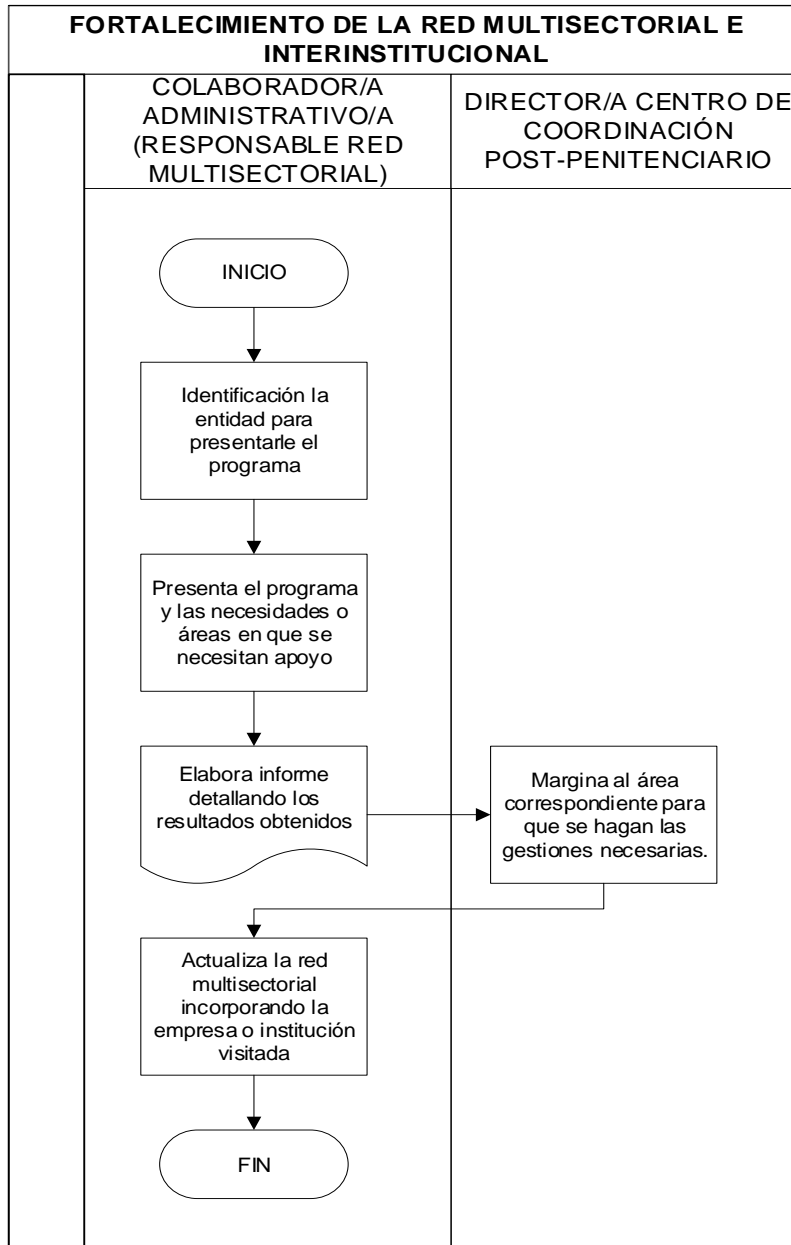 FORTALECIMIENTO DE LA RED MULTISECTORIAL E
INTERINSTITUCIONAL
COLABORADOR/A
ADMINISTRATIVO/A
(RESPONSABLE RED
MULTISECTORIAL)
DIRECTOR/A CENTRO DE
COORDINACIÓN
POST-PENITENCIARIO
INICIO
Identificación la
entidad para
presentarle el
programa
Presenta el programa
y las necesidades o
áreas en que se
necesitan apoyo
Elabora informe
detallando los
resultados obtenidos
Margina al área
correspondiente para
que se hagan las
gestiones necesarias.
Actualiza la red
multisectorial
incorporando la
empresa o institución
visitada
FIN